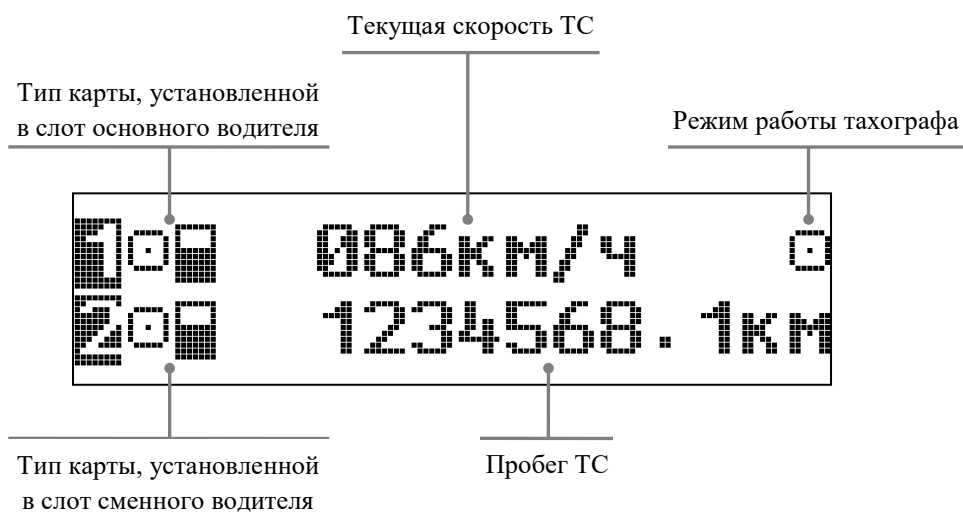 Текущая скорость ТС
Тип карты, установленной
в слот основного водителя
Режим работы тахографа
1 086км/ч
2 1234568.1км
Тип карты, установленной
в слот сменного водителя
Пробег ТС